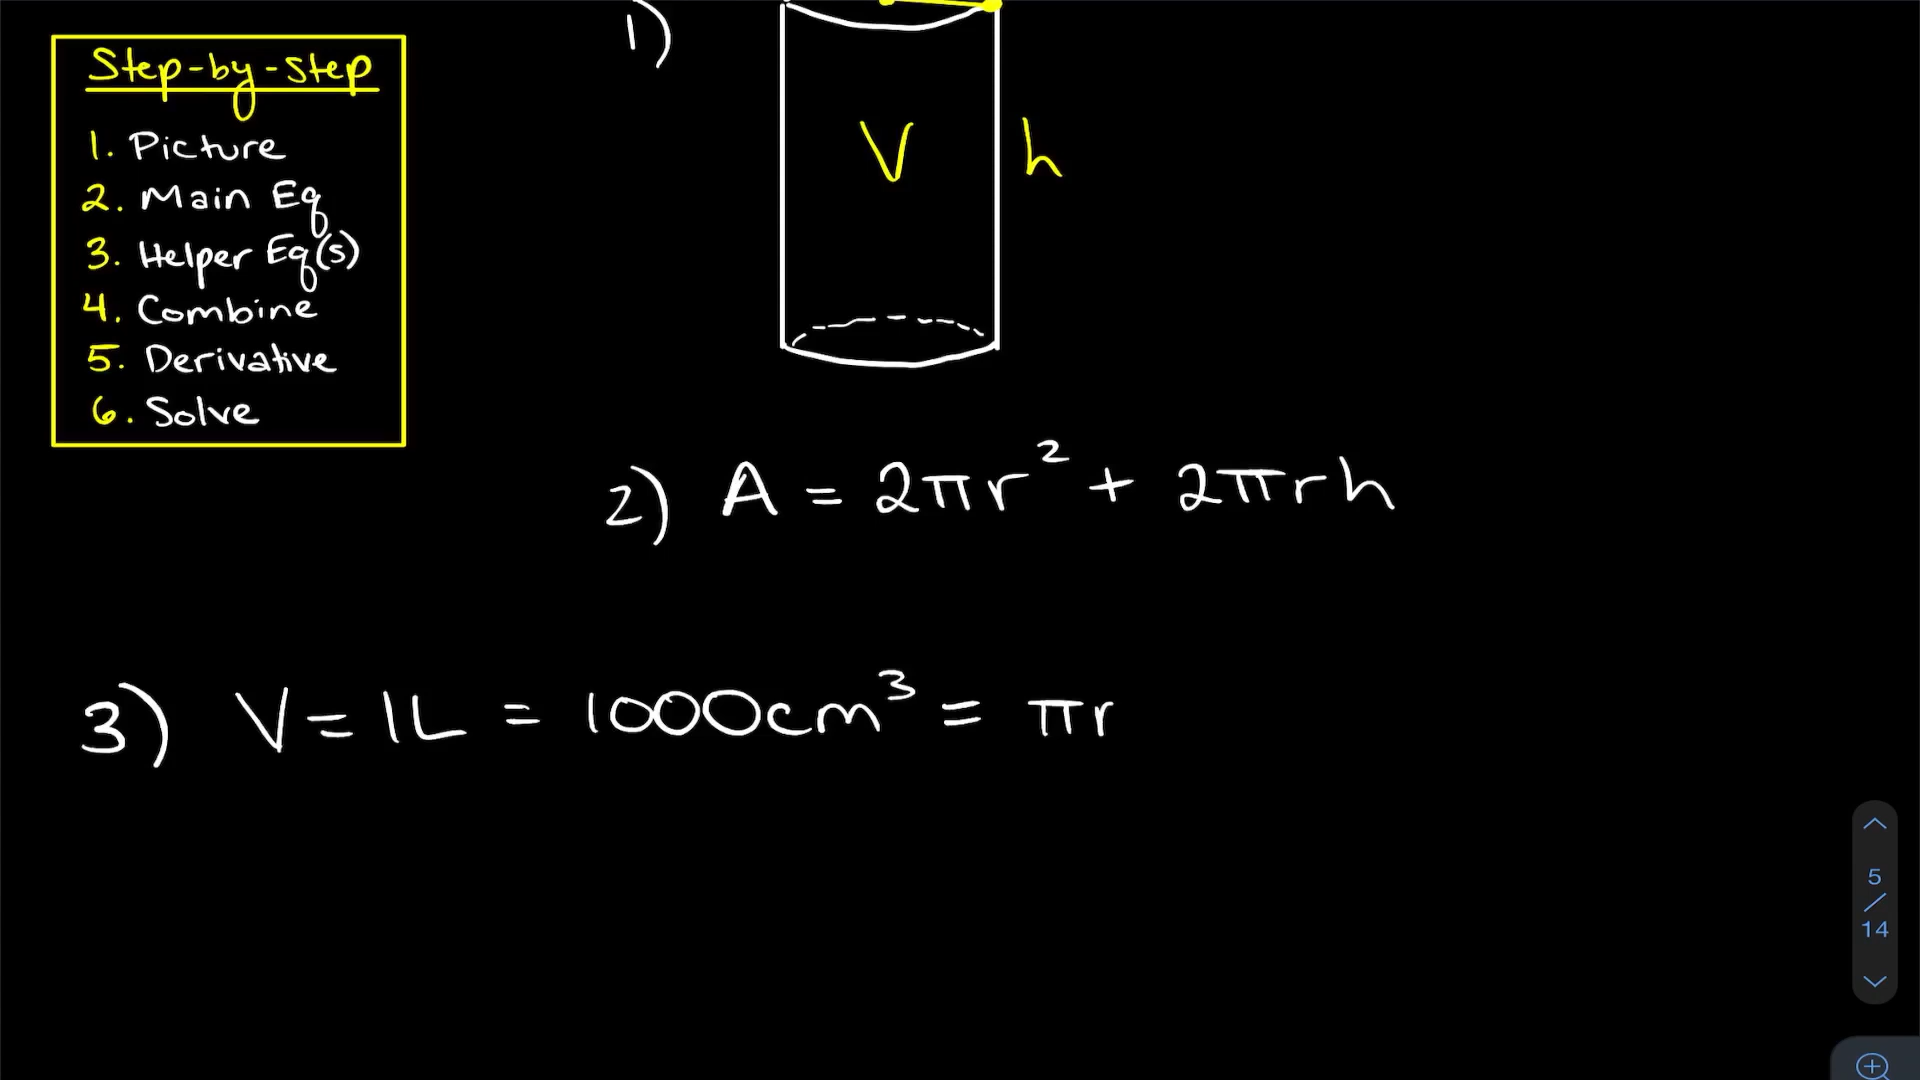 Step-by-step
1. Picture
2. Main Eq
3. Helper Eq(s)
4. Combine
5. Derivative
6. Solve
1)
V h
2) A = 2πr² + 2πrh
3) V = 1L = 1000cm³ = πr
5
/
14